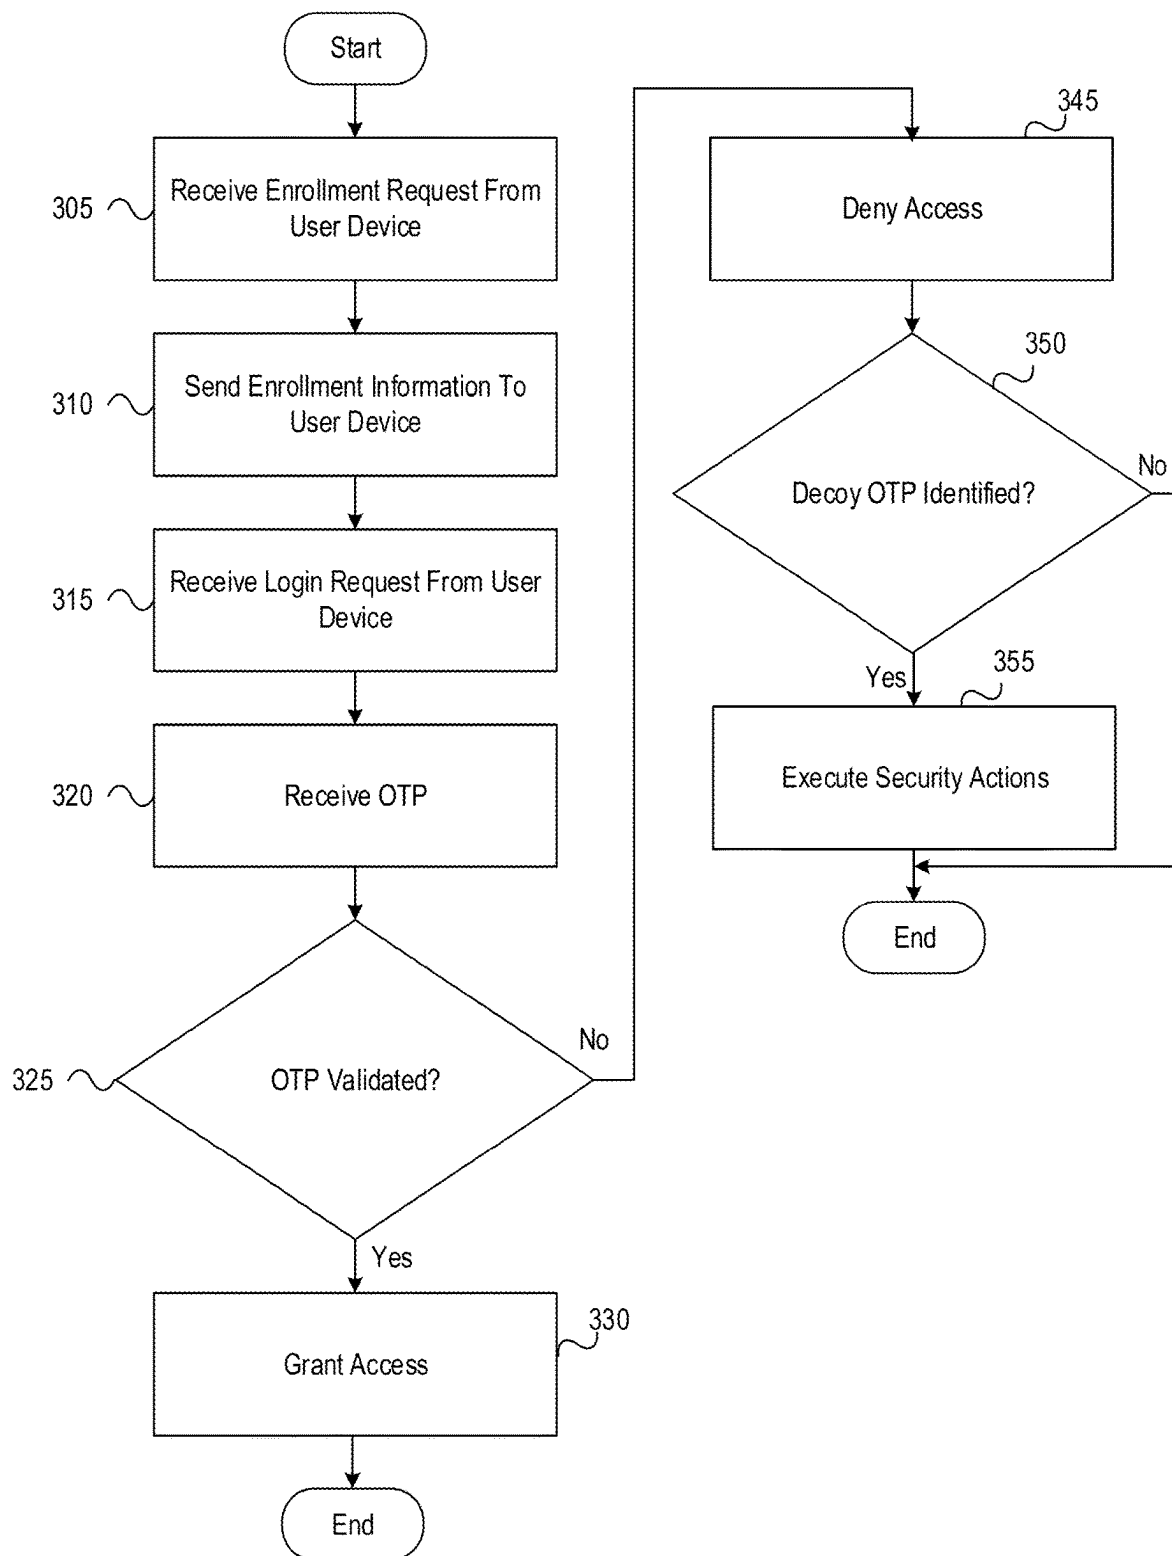 Start
305
Receive Enrollment Request From
User Device
310
Send Enrollment Information To
User Device
315
Receive Login Request From User
Device
320
Receive OTP
325
OTP Validated?
No
Yes
330
Grant Access
End
345
Deny Access
350
Decoy OTP Identified?
No
Yes
355
Execute Security Actions
End